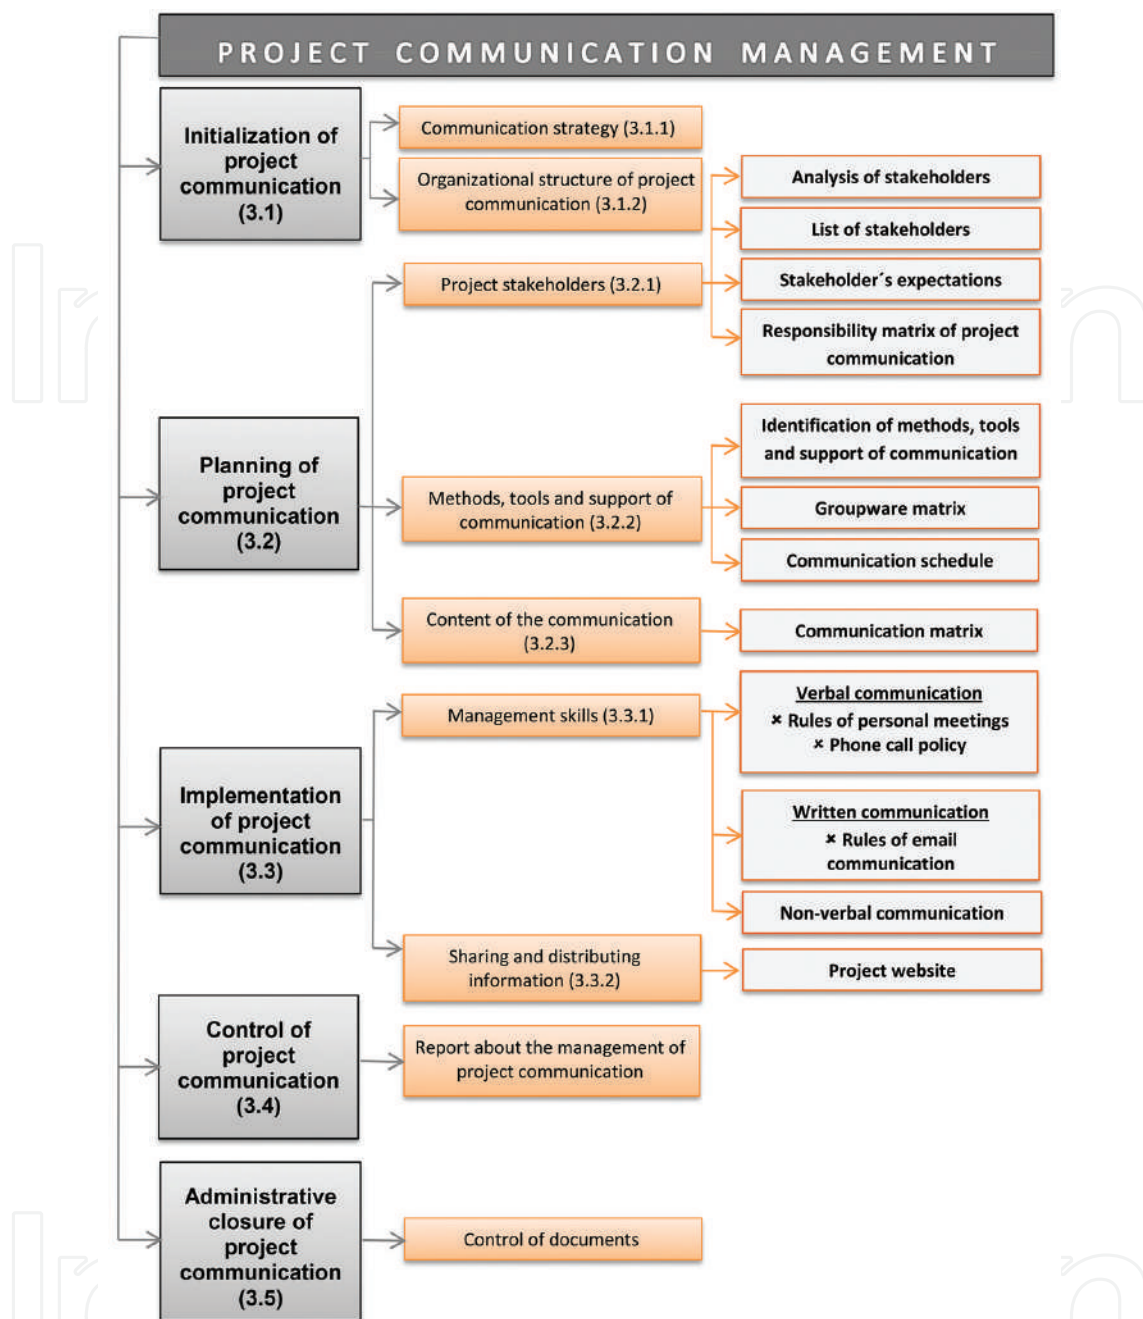 PROJECT COMMUNICATION MANAGEMENT
Initialization of
project
communication
(3.1)
Communication strategy (3.1.1)
Organizational structure of project
communication (3.1.2)
Planning of
project
communication
(3.2)
Project stakeholders (3.2.1)
Analysis of stakeholders
List of stakeholders
Stakeholder´s expectations
Responsibility matrix of project
communication
Methods, tools and support of
communication (3.2.2)
Identification of methods, tools
and support of communication
Groupware matrix
Communication schedule
Content of the communication
(3.2.3)
Communication matrix
Implementation
of project
communication
(3.3)
Management skills (3.3.1)
Verbal communication
× Rules of personal meetings
× Phone call policy
Written communication
× Rules of email
communication
Non-verbal communication
Sharing and distributing
information (3.3.2)
Project website
Control of
project
communication
(3.4)
Report about the management of
project communication
Administrative
closure of
project
communication
(3.5)
Control of documents